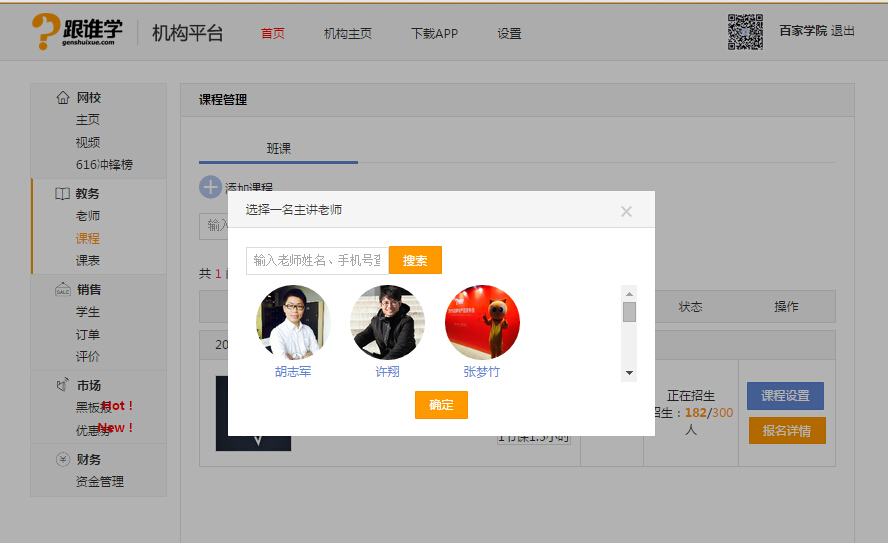 跟谁学
genshuixue.com
机构平台
首页
机构主页
下载APP
设置
百家学院 退出
网校
主页
视频
616冲锋榜
教务
老师
课程
课表
销售
学生
订单
评价
市场
黑板报
Hot！
优惠券
New！
财务
资金管理
课程管理
班课
添加课程
输入
共 1
选择一名主讲老师
×
输入老师姓名、手机号查
搜索
胡志军
许翔
张梦竹
确定
状态
操作
20
正在招生
招生：182/300
人
课程设置
报名详情
1节课1.5小时